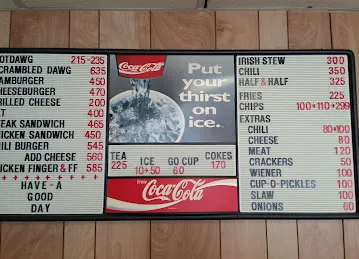 OTDAWG 215-235
CRAMBLED DAWG 635
AMBURGER 450
HEESEBURGER 470
RILLED CHEESE 200
T 400
EAK SANDWICH 465
HICKEN SANDWICH 450
ILI BURGER 545
ADD CHEESE 560
HICKEN FINGER & FF 585
HAVE-A
GOOD
DAY
Coca-Cola
Put
your
thirst
on
ice.
TEA ICE GO CUP COKES
225 10+50 60 170
Enjoy
Coca-Cola
IRISH STEW 300
CHILI 350
HALF & HALF 325
FRIES 225
CHIPS 100+110+299
EXTRAS
CHILI 80+100
CHEESE 80
MEAT 120
CRACKERS 50
WIENER 100
CUP-O-PICKLES 100
SLAW 100
ONIONS 60